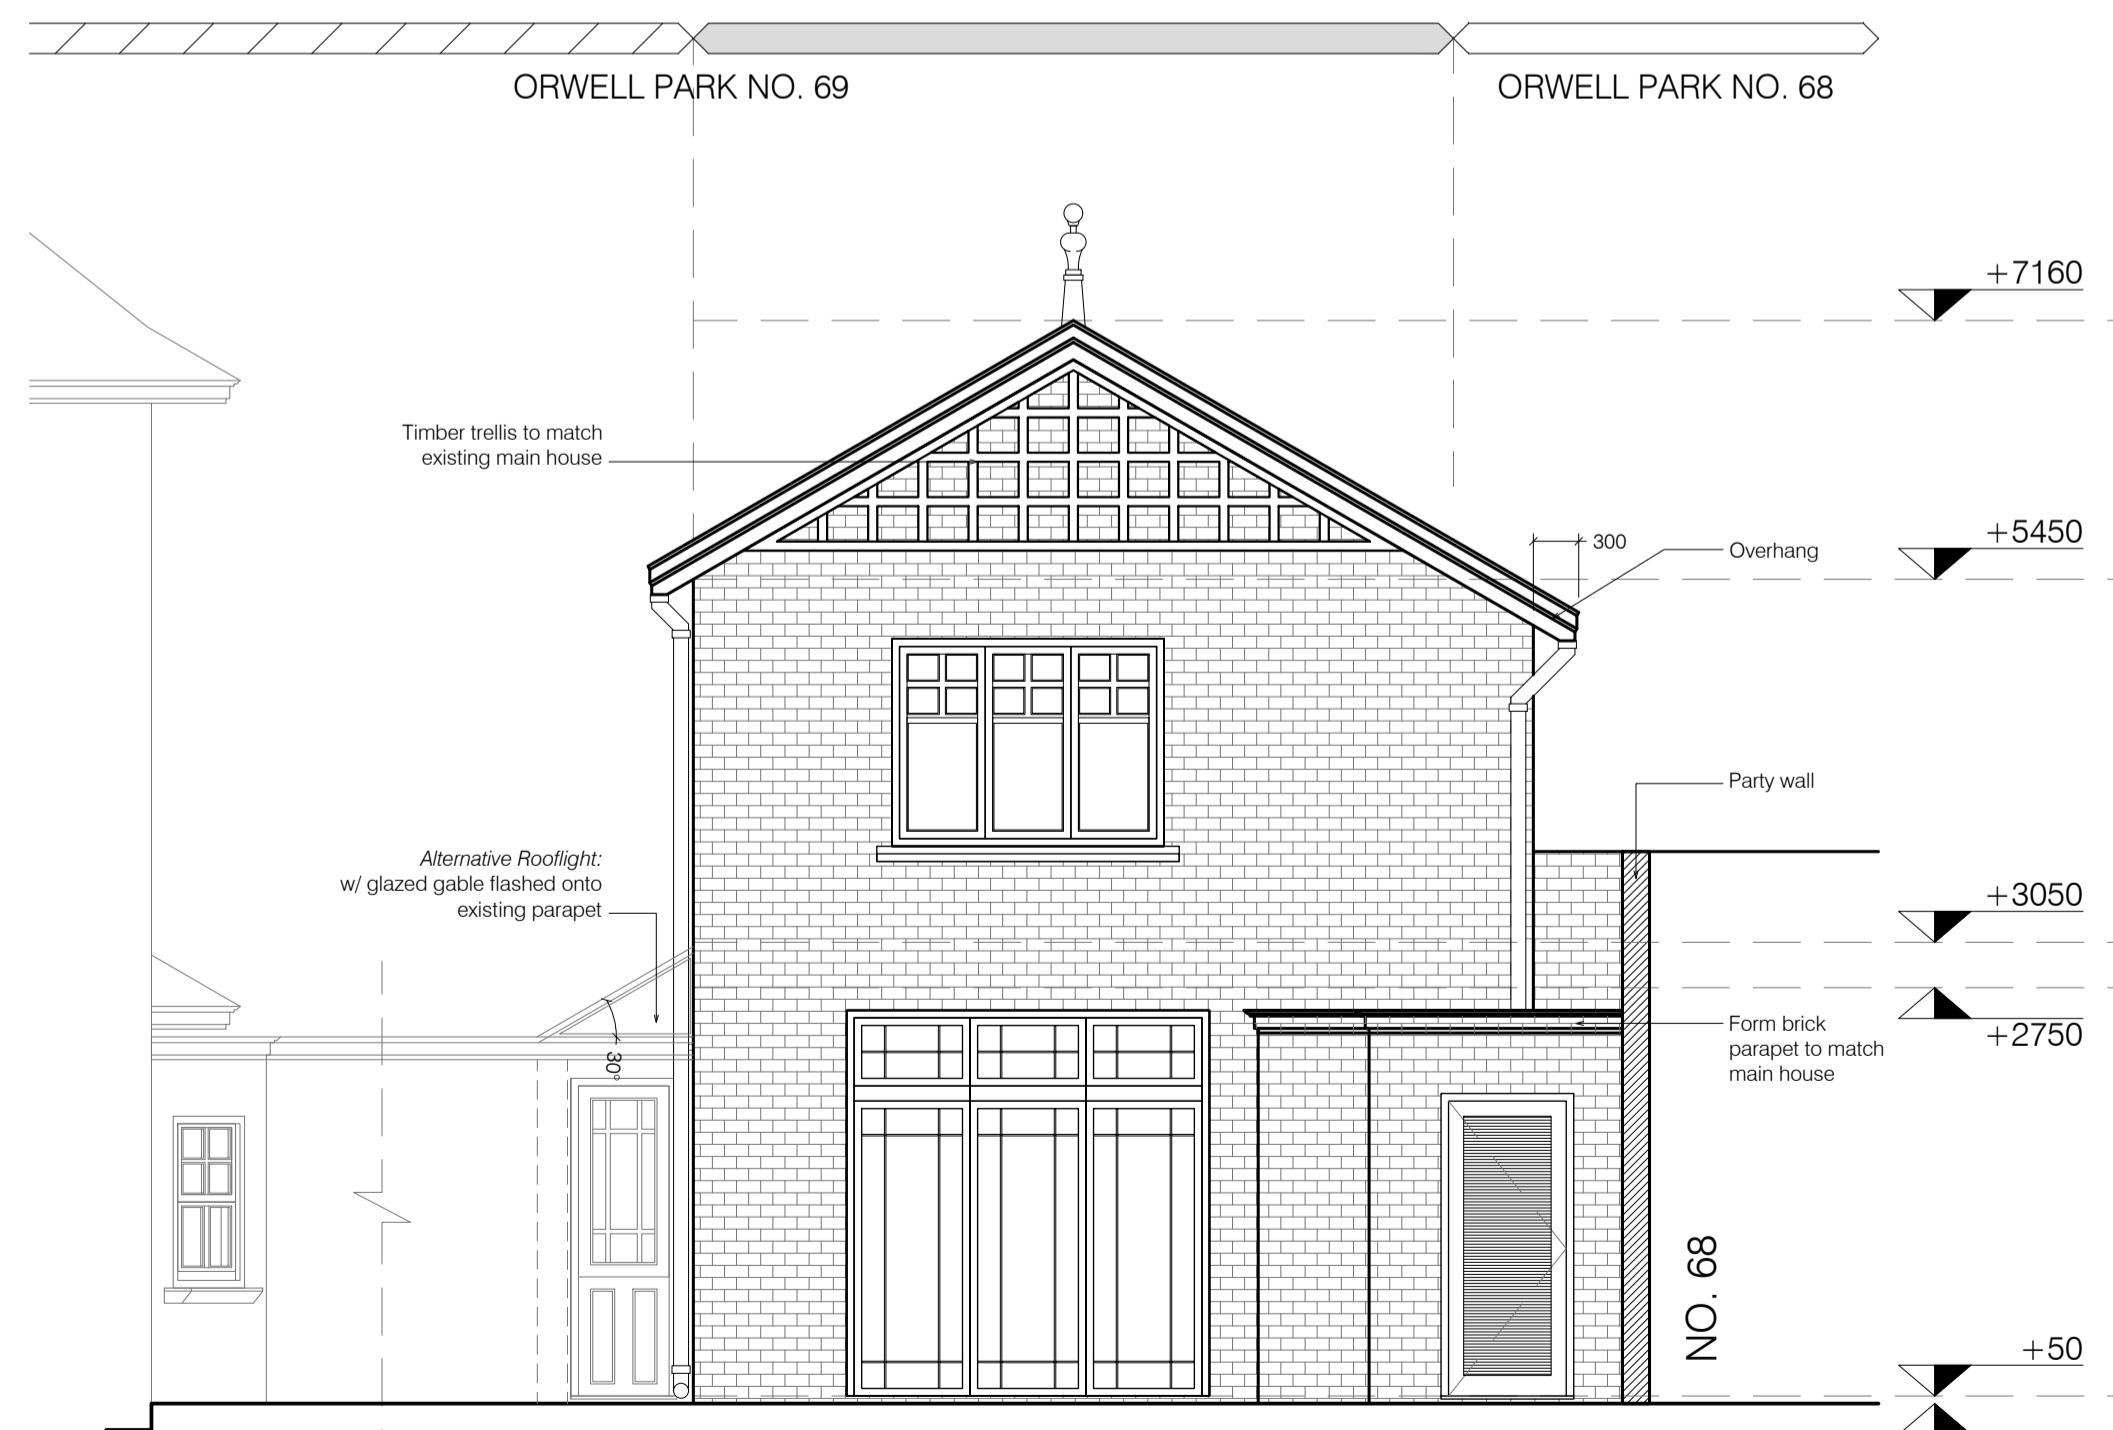 ORWELL PARK NO. 69
ORWELL PARK NO. 68
+7160
Timber trellis to match
existing main house
+5450
300
Overhang
Party wall
Alternative Rooflight:
w/ glazed gable flashed onto
existing parapet
+3050
Form brick
parapet to match
main house
+2750
30°
NO. 68
+50